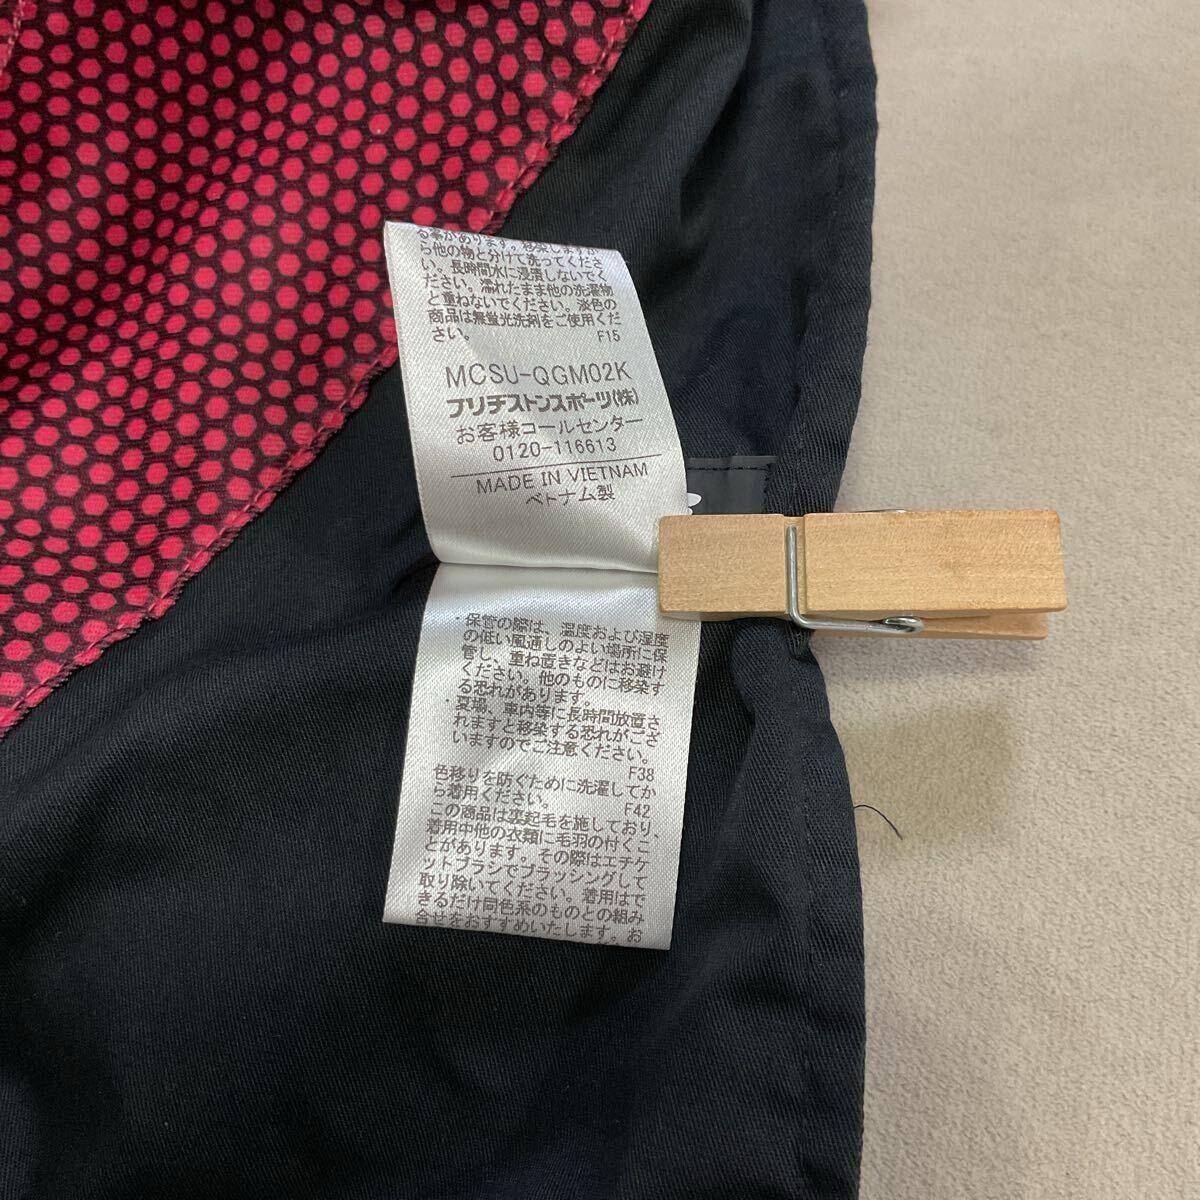 る事があります。移染しますか
ら他の物と分けて洗ってくださ
い。長時間水に浸漬しないでく
ださい。濡れたまま他の洗濯物
と重ねないでください。淡色の
商品は無蛍光洗剤をご使用くだ
さい。 F15
MCSU-QGM02K
ブリヂストンスポーツ(株)
お客様コールセンター
0120-116613
MADE IN VIETNAM
ベトナム製
・保管の際は、温度および湿度
の低い風通しのよい場所に保
管し、重ね置きなどはお避け
ください。他のものに移染す
る恐れがあります。
・夏場、車内等に長時間放置さ
れますと移染する恐れがござ
いますのでご注意ください。
F38
色移りを防ぐために洗濯してか
ら着用ください。 F42
この商品は裏起毛を施しており、
着用中他の衣類に毛羽の付くこ
とがあります。その際はエチケ
ットブラシでブラッシングして
取り除いてください。着用はで
きるだけ同色系のものとの組み
合せをおすすめいたします。お